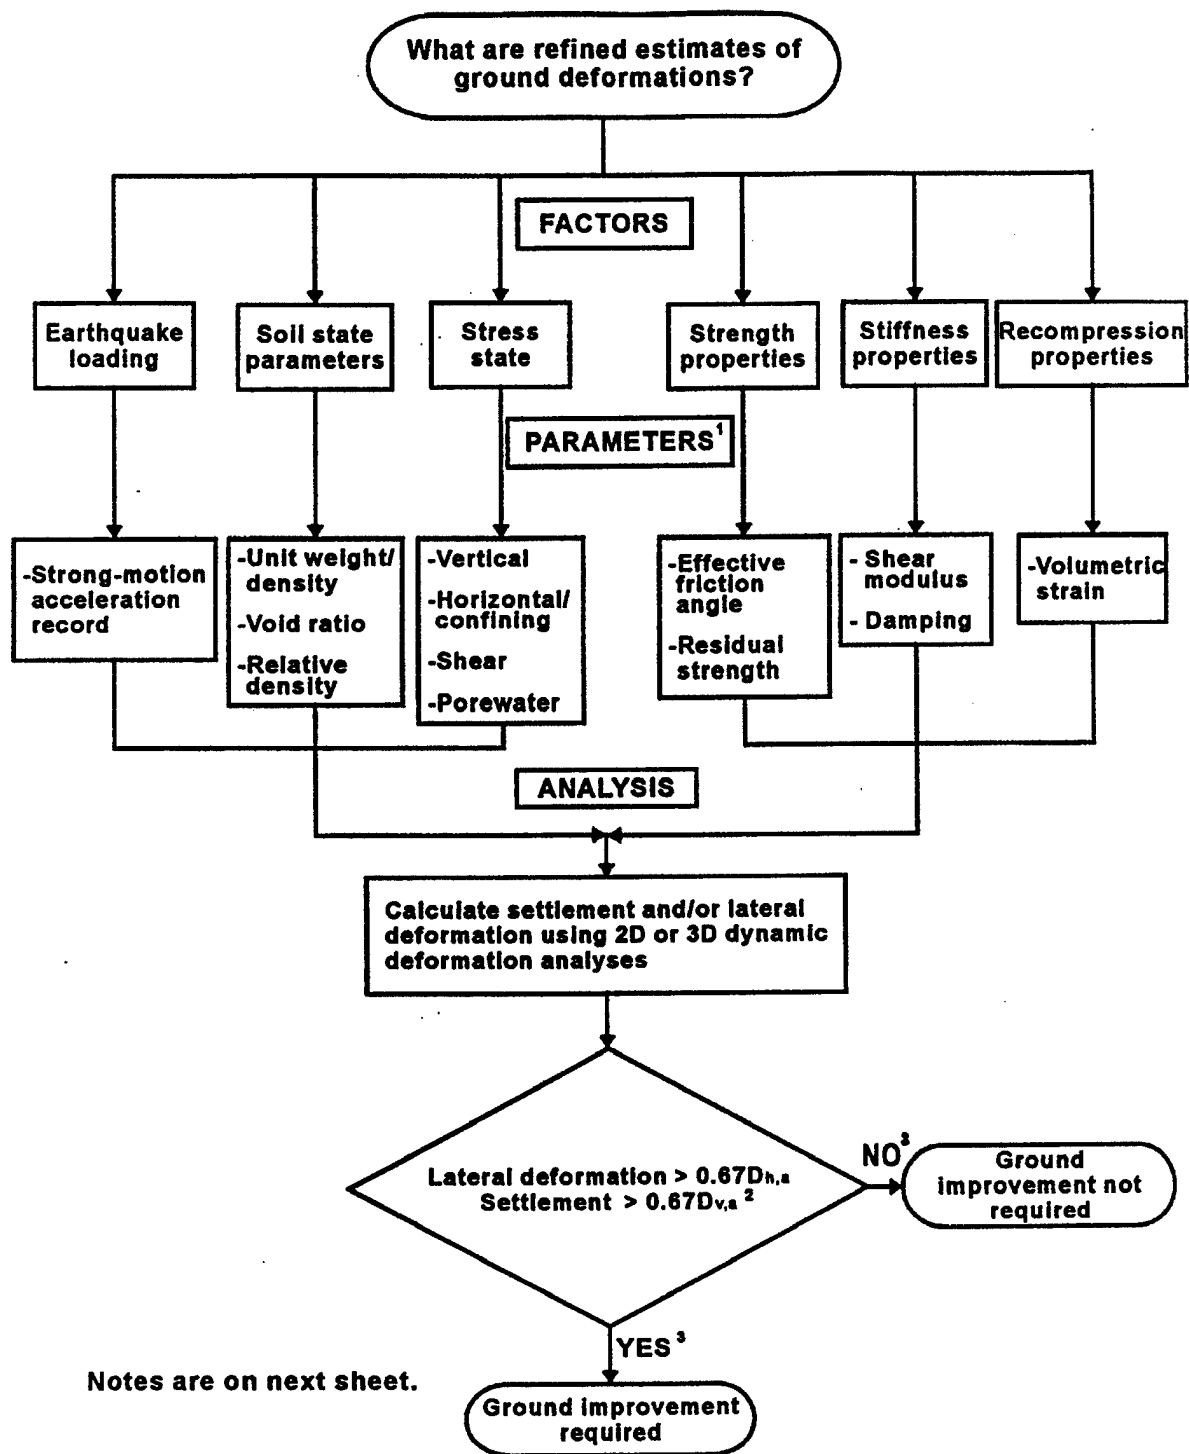 What are refined estimates of
ground deformations?
FACTORS
Earthquake
loading
Soil state
parameters
Stress
state
Strength
properties
Stiffness
properties
Recompression
properties
PARAMETERS¹
-Strong-motion
acceleration
record
-Unit weight/
density
-Void ratio
-Relative
density
-Vertical
-Horizontal/
confining
-Shear
-Porewater
-Effective
friction
angle
-Residual
strength
- Shear
modulus
- Damping
-Volumetric
strain
ANALYSIS
Calculate settlement and/or lateral
deformation using 2D or 3D dynamic
deformation analyses
Lateral deformation > 0.67Dh,a
Settlement > 0.67Dv,a ²
NO³
Ground
improvement not
required
YES³
Notes are on next sheet.
Ground improvement
required